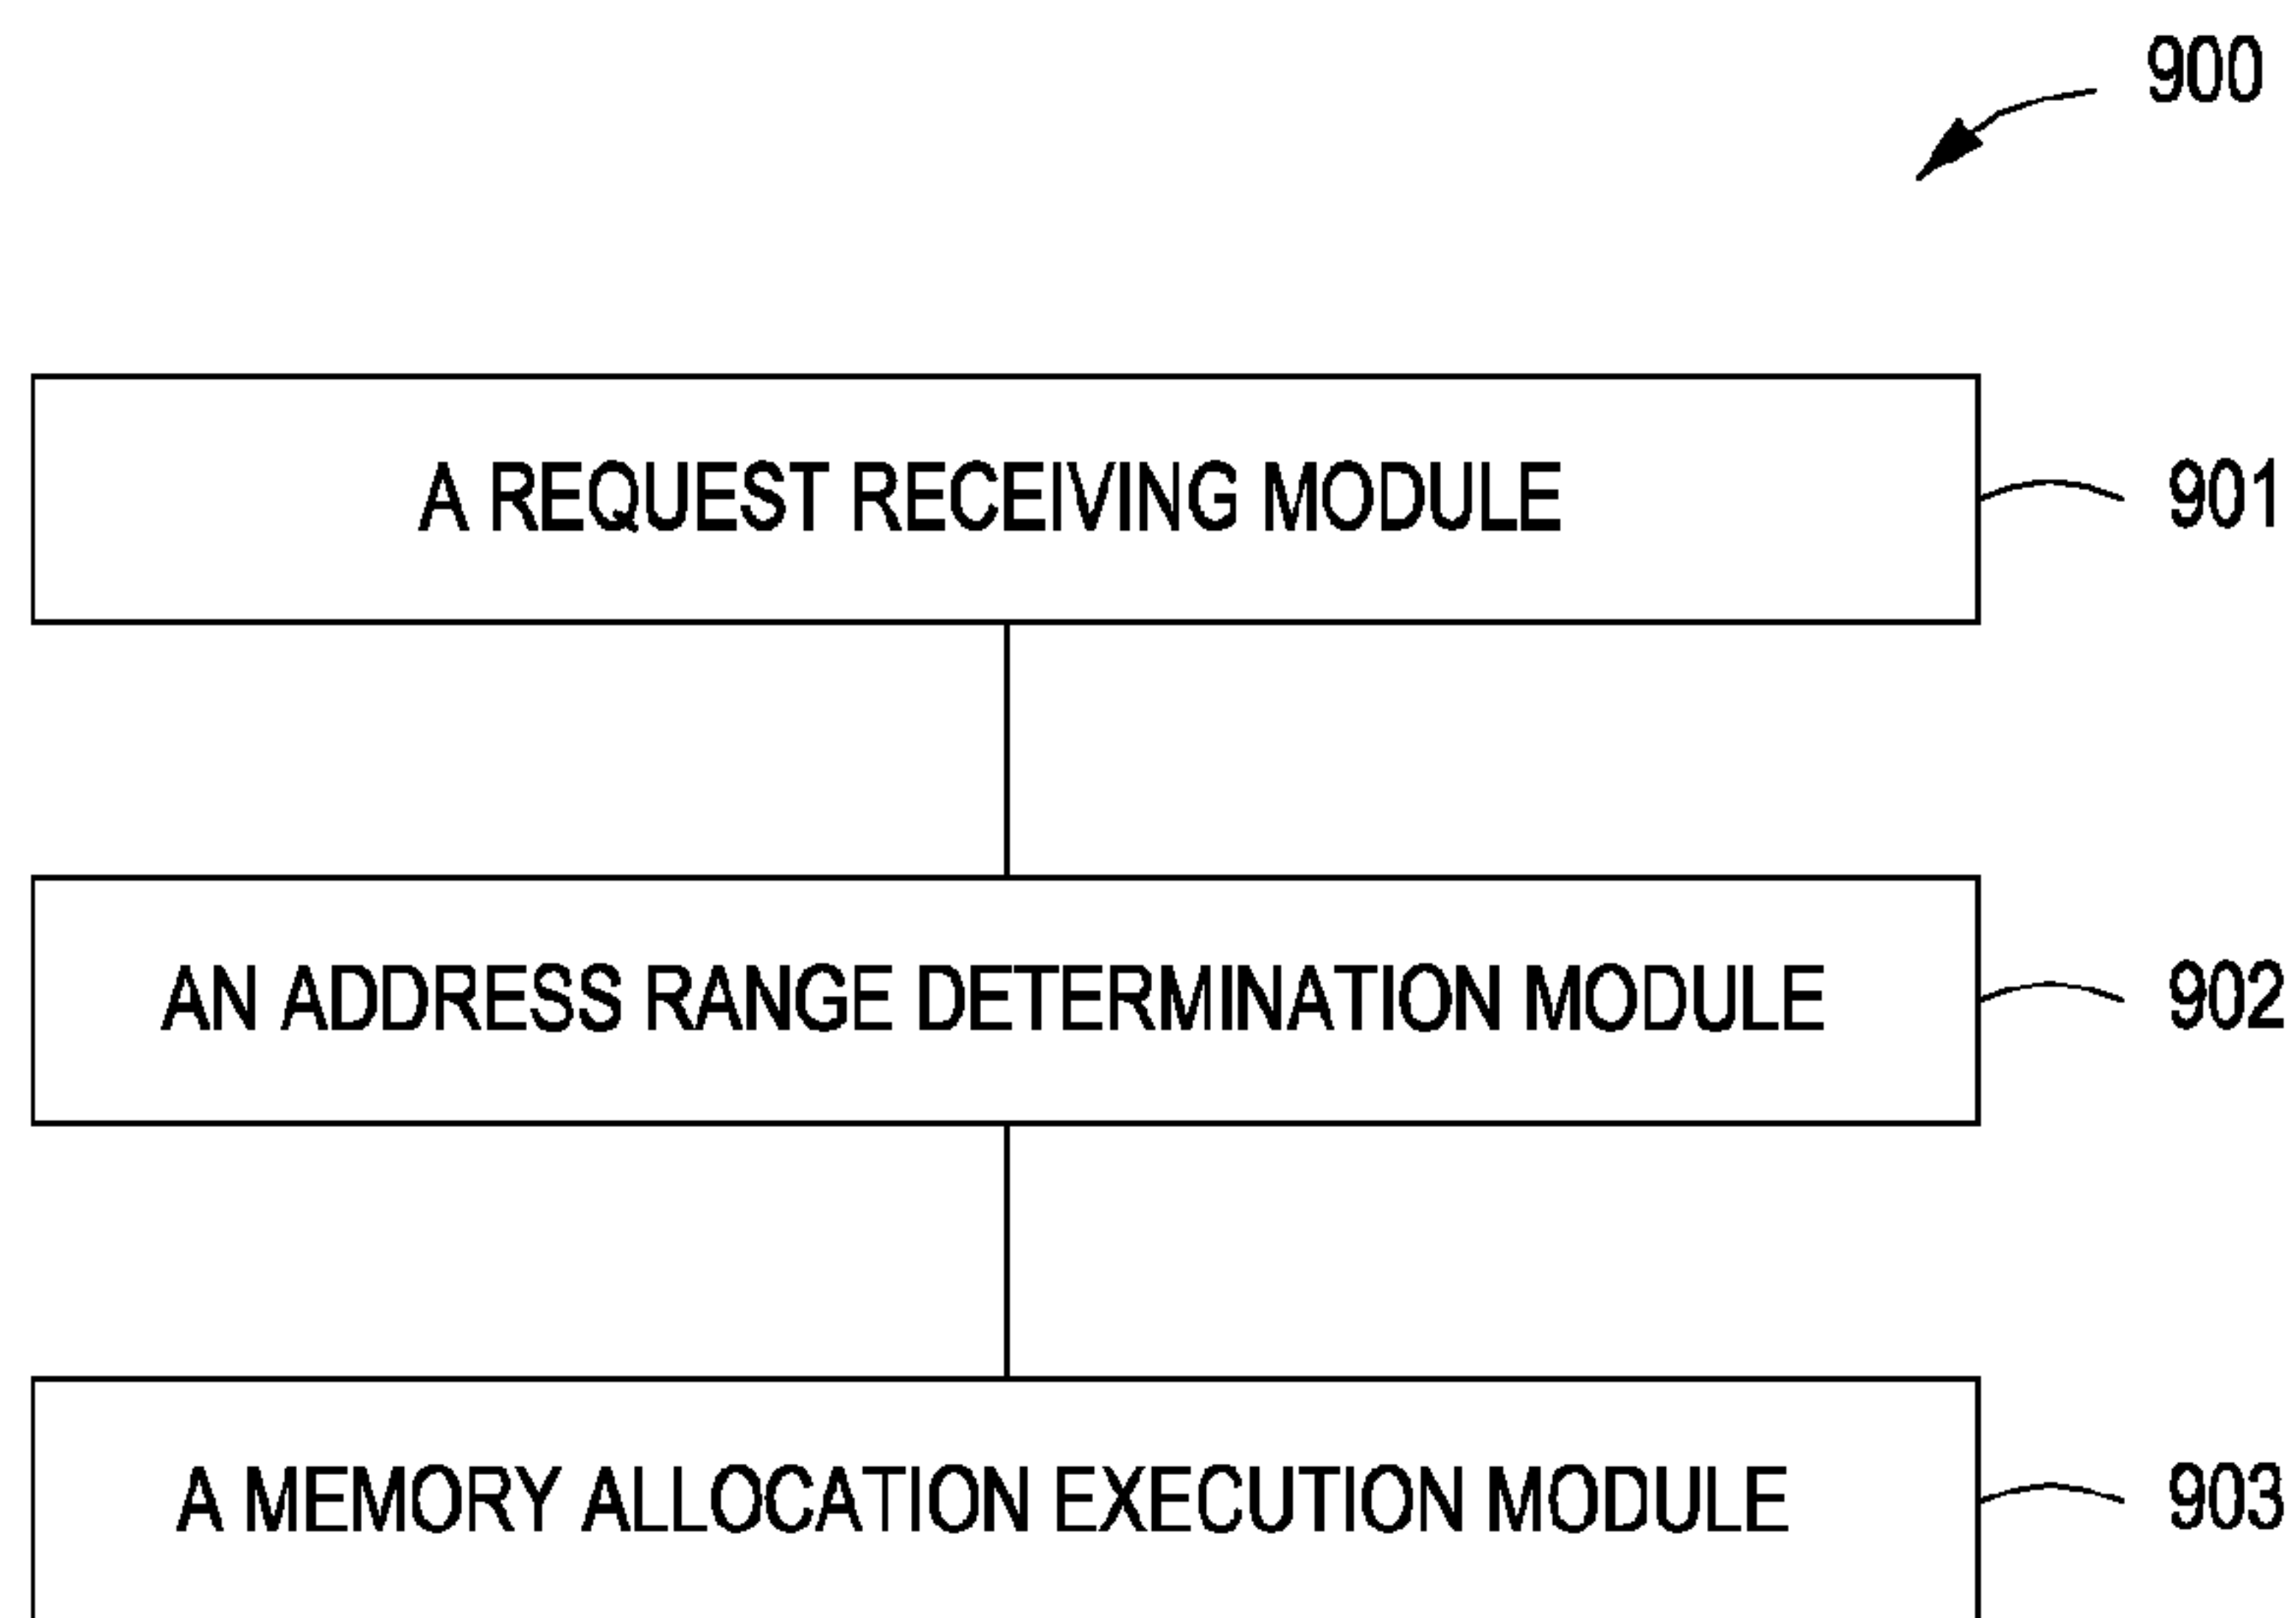 900
A REQUEST RECEIVING MODULE 901
AN ADDRESS RANGE DETERMINATION MODULE 902
A MEMORY ALLOCATION EXECUTION MODULE 903